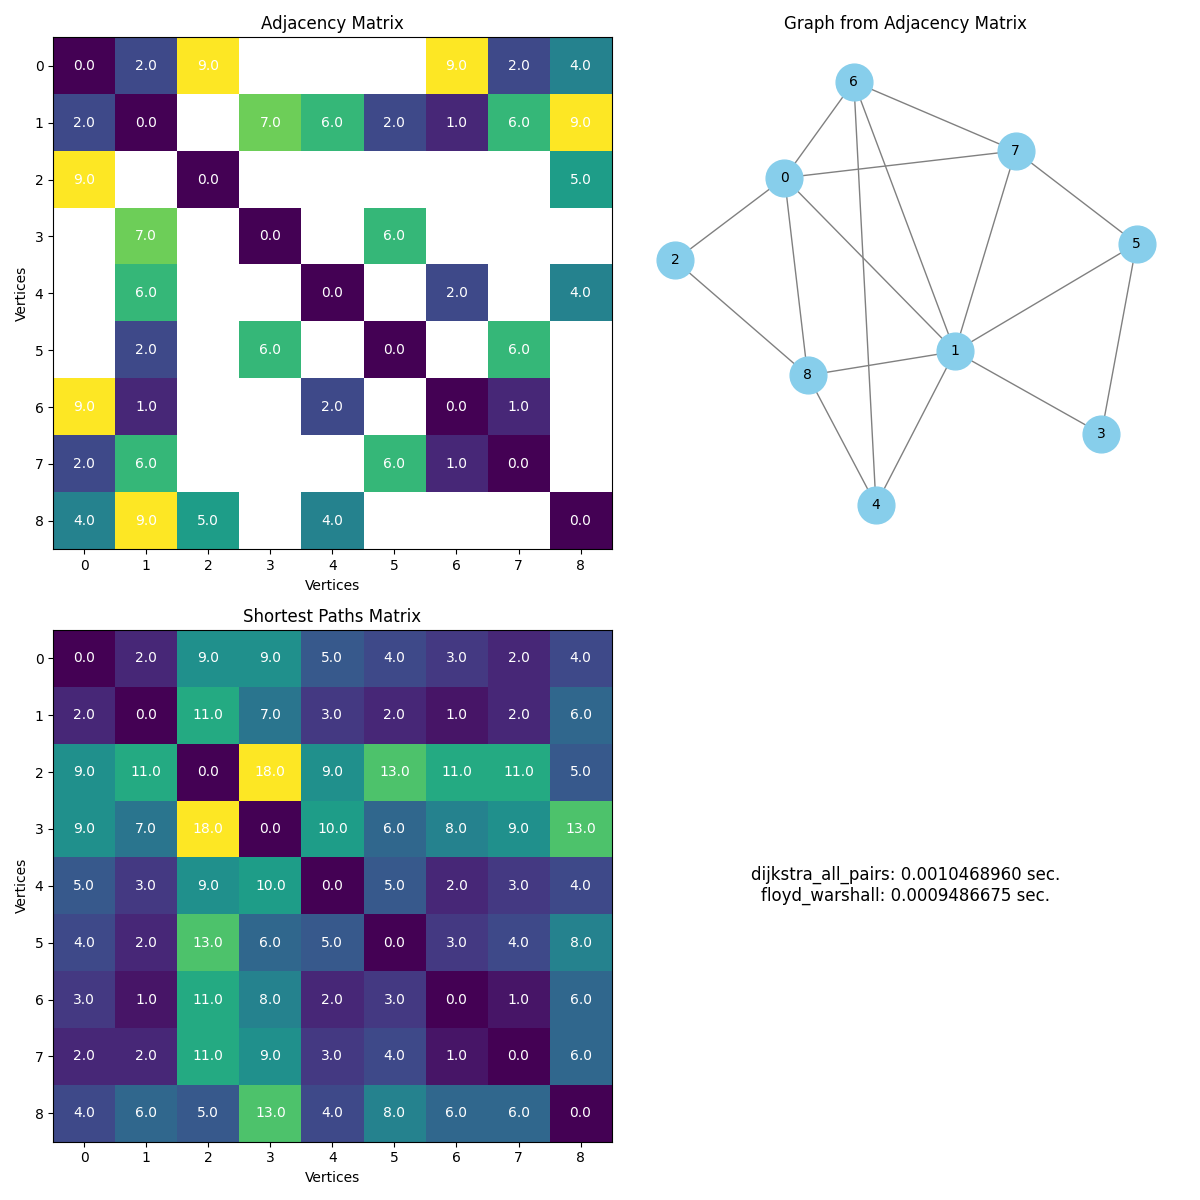 Adjacency Matrix
0 0.0 2.0 9.0 9.0 2.0 4.0
1 2.0 0.0 7.0 6.0 2.0 1.0 6.0 9.0
2 9.0 0.0 5.0
3 7.0 0.0 6.0
4 6.0 0.0 2.0 4.0
5 2.0 6.0 0.0 6.0
6 9.0 1.0 2.0 0.0 1.0
7 2.0 6.0 6.0 1.0 0.0
8 4.0 9.0 5.0 4.0 0.0
0 1 2 3 4 5 6 7 8
Vertices
Vertices
Graph from Adjacency Matrix
6
7
0
5
2
1
8
3
4
Shortest Paths Matrix
0 0.0 2.0 9.0 9.0 5.0 4.0 3.0 2.0 4.0
1 2.0 0.0 11.0 7.0 3.0 2.0 1.0 2.0 6.0
2 9.0 11.0 0.0 18.0 9.0 13.0 11.0 11.0 5.0
3 9.0 7.0 18.0 0.0 10.0 6.0 8.0 9.0 13.0
4 5.0 3.0 9.0 10.0 0.0 5.0 2.0 3.0 4.0
5 4.0 2.0 13.0 6.0 5.0 0.0 3.0 4.0 8.0
6 3.0 1.0 11.0 8.0 2.0 3.0 0.0 1.0 6.0
7 2.0 2.0 11.0 9.0 3.0 4.0 1.0 0.0 6.0
8 4.0 6.0 5.0 13.0 4.0 8.0 6.0 6.0 0.0
0 1 2 3 4 5 6 7 8
Vertices
Vertices
dijkstra_all_pairs: 0.0010468960 sec.
floyd_warshall: 0.0009486675 sec.